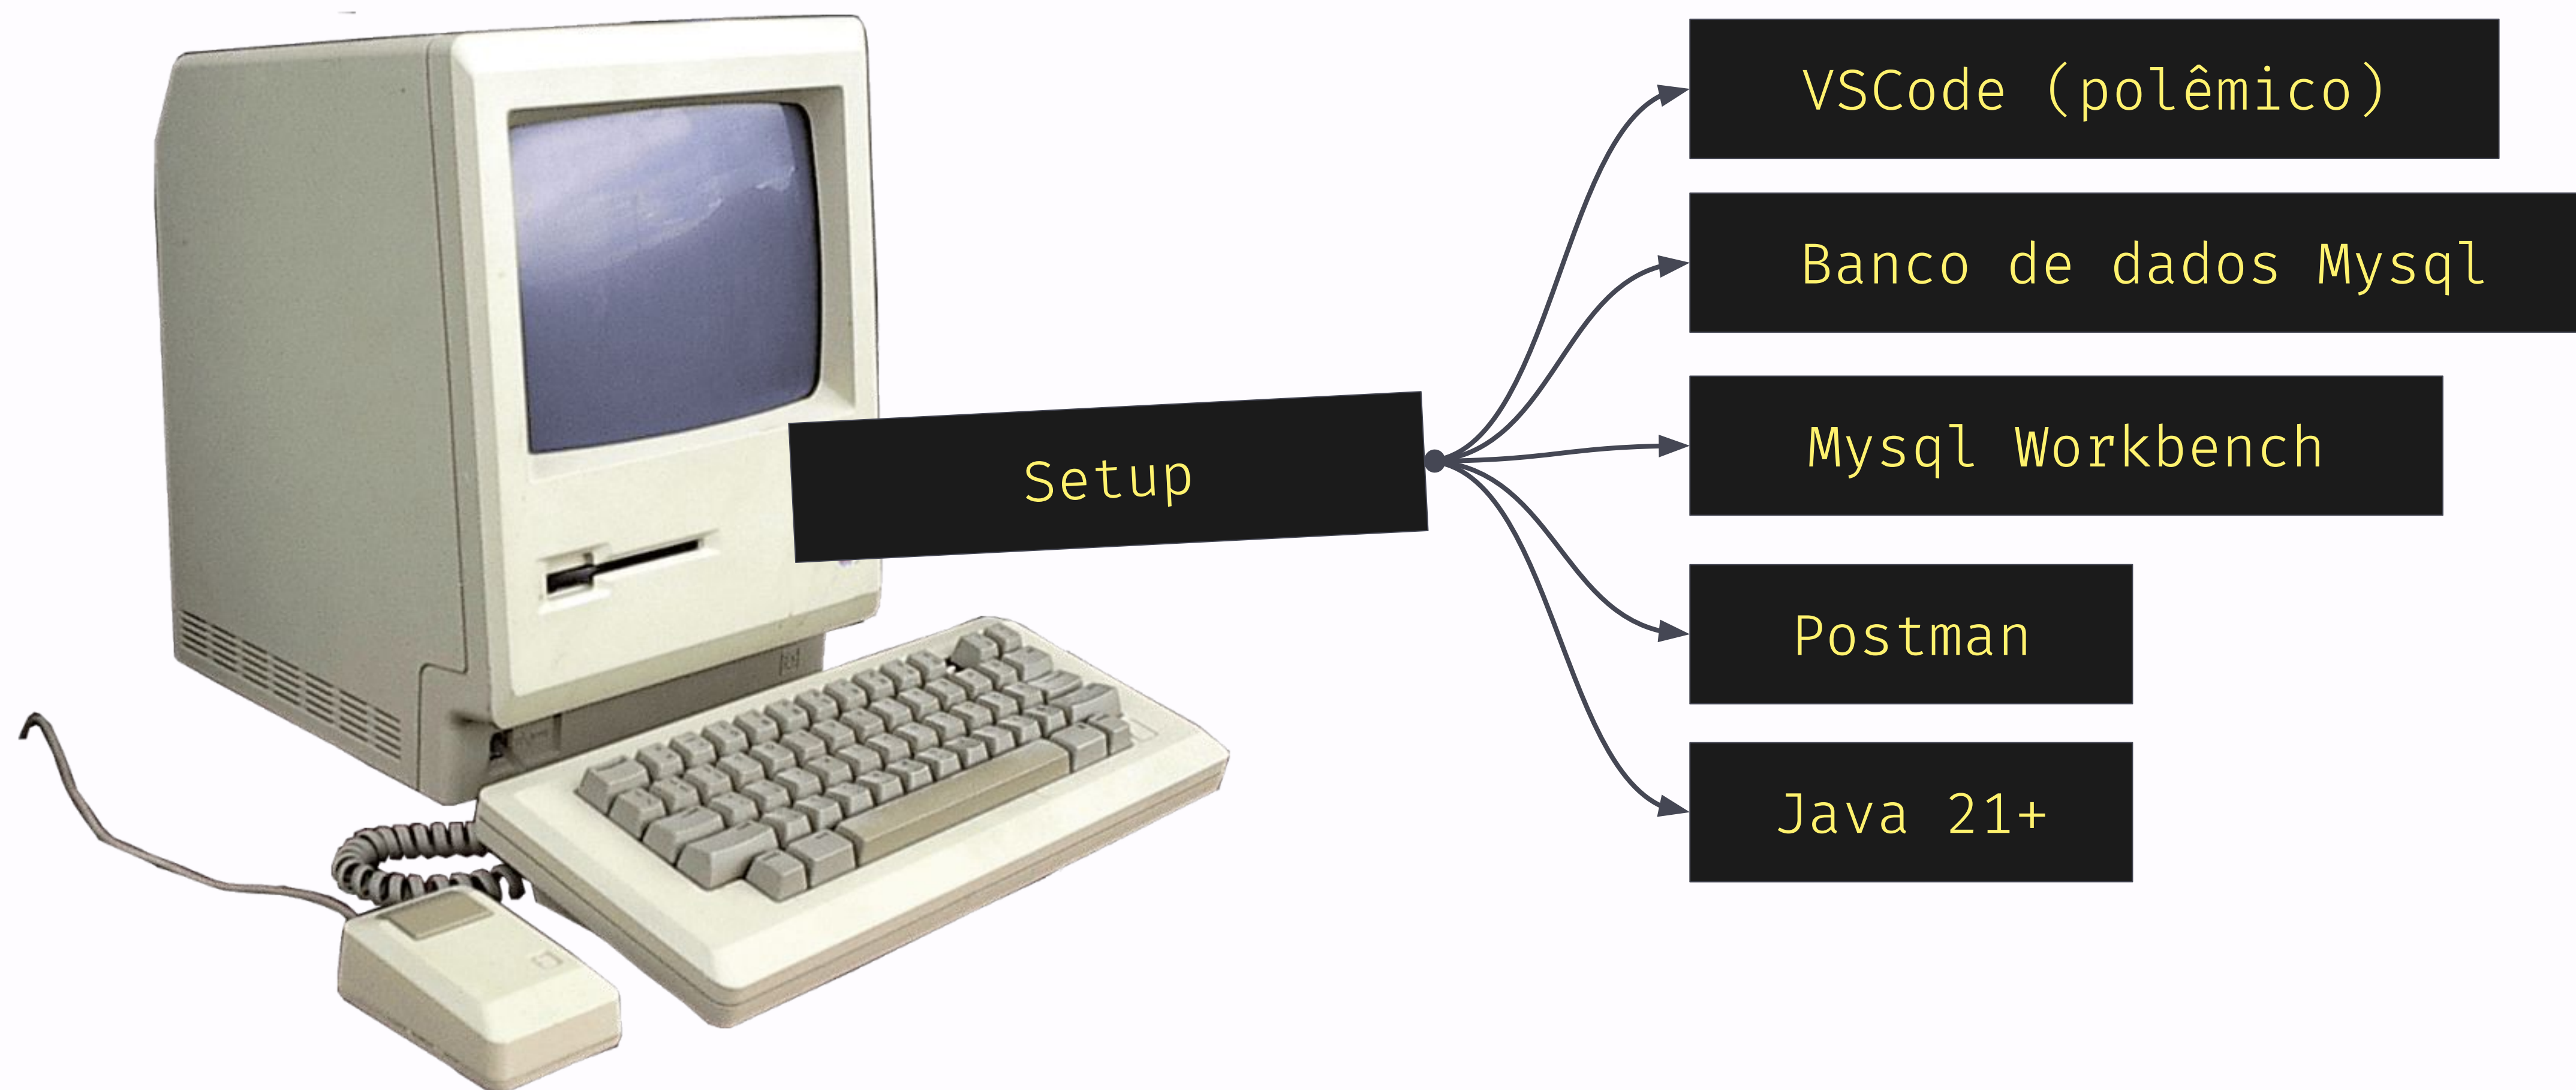 VSCode (polêmico)
Banco de dados Mysql
Setup
Mysql Workbench
Postman
Java 21+